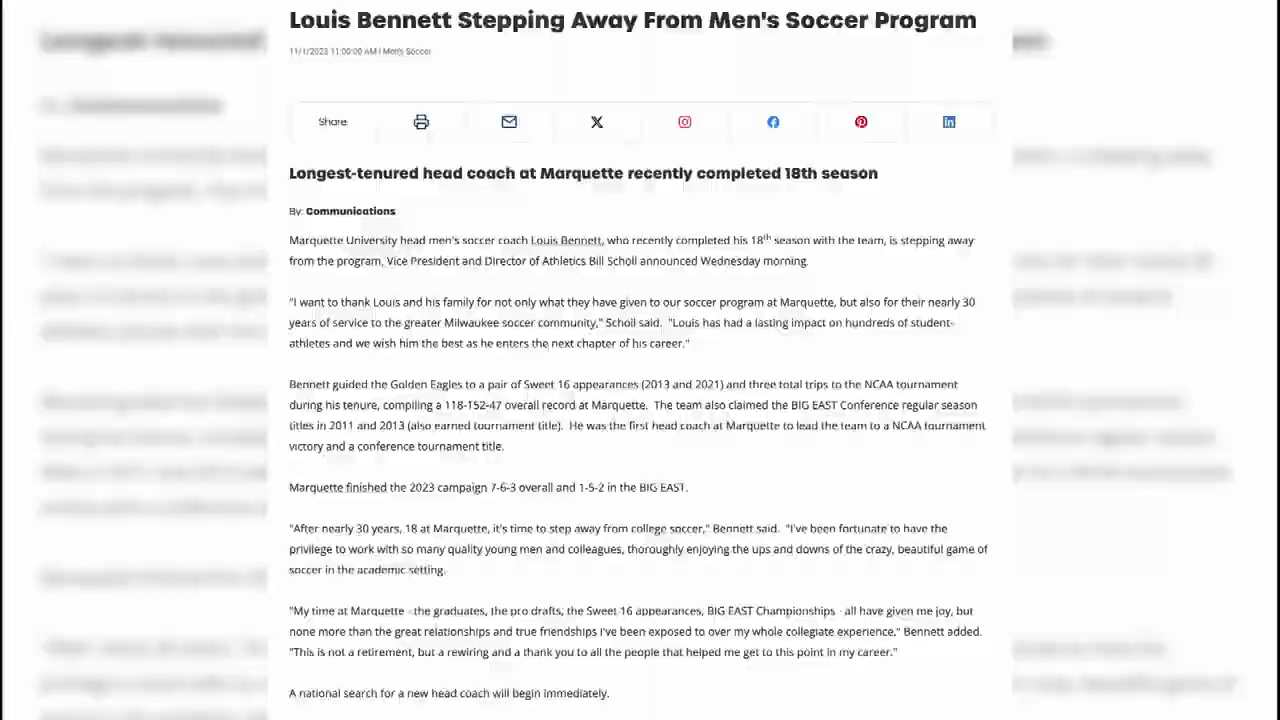 Louis Bennett Stepping Away From Men's Soccer Program
11/1/2023 11:00:00 AM | Men's Soccer
Share:
Longest-tenured head coach at Marquette recently completed 18th season
By: Communications
Marquette University head men's soccer coach Louis Bennett, who recently completed his 18th season with the team, is stepping away
from the program, Vice President and Director of Athletics Bill Scholl announced Wednesday morning.
"I want to thank Louis and his family for not only what they have given to our soccer program at Marquette, but also for their nearly 30
years of service to the greater Milwaukee soccer community," Scholl said. "Louis has had a lasting impact on hundreds of student-
athletes and we wish him the best as he enters the next chapter of his career."
Bennett guided the Golden Eagles to a pair of Sweet 16 appearances (2013 and 2021) and three total trips to the NCAA tournament
during his tenure, compiling a 118-152-47 overall record at Marquette. The team also claimed the BIG EAST Conference regular season
titles in 2011 and 2013 (also earned tournament title). He was the first head coach at Marquette to lead the team to a NCAA tournament
victory and a conference tournament title.
Marquette finished the 2023 campaign 7-6-3 overall and 1-5-2 in the BIG EAST.
"After nearly 30 years, 18 at Marquette, it's time to step away from college soccer," Bennett said. "I've been fortunate to have the
privilege to work with so many quality young men and colleagues, thoroughly enjoying the ups and downs of the crazy, beautiful game of
soccer in the academic setting.
"My time at Marquette - the graduates, the pro drafts, the Sweet 16 appearances, BIG EAST Championships - all have given me joy, but
none more than the great relationships and true friendships I've been exposed to over my whole collegiate experience," Bennett added.
"This is not a retirement, but a rewiring and a thank you to all the people that helped me get to this point in my career."
A national search for a new head coach will begin immediately.